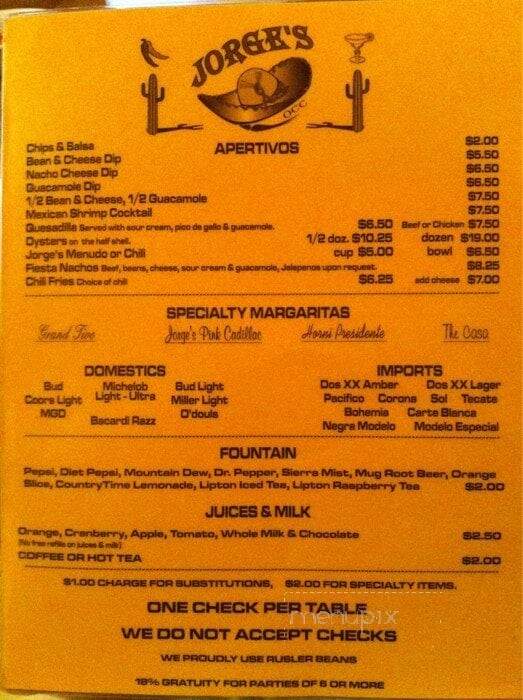 JORGE'S
OCC
APERTIVOS
Chips & Salsa $2.00
Bean & Cheese Dip $5.50
Nacho Cheese Dip $6.50
Guacamole Dip $6.50
1/2 Bean & Cheese, 1/2 Guacamole $7.50
Mexican Shrimp Cocktail $7.50
Quesadilla Served with sour cream, pico de gallo & guacamole. $6.50 Beef or Chicken $7.50
Oysters on the half shell. 1/2 doz. $10.25 dozen $19.00
Jorge's Menudo or Chili cup $5.00 bowl $6.50
Fiesta Nachos Beef, beans, cheese, sour cream & guacamole, Jalapenos upon request. $8.25
Chili Fries Choice of chili $6.25 add cheese $7.00
SPECIALTY MARGARITAS
Grand Five Jorge's Pink Cadillac Horni Presidente The Casa
DOMESTICS
Bud Michelob Light - Ultra Bud Light
Coors Light Miller Light
MGD Bacardi Razz O'douls
IMPORTS
Dos XX Amber Dos XX Lager
Pacifico Corona Sol Tecate
Bohemia Carta Blanca
Negra Modelo Modelo Especial
FOUNTAIN
Pepsi, Diet Pepsi, Mountain Dew, Dr. Pepper, Sierra Mist, Mug Root Beer, Orange
Slice, CountryTime Lemonade, Lipton Iced Tea, Lipton Raspberry Tea $2.00
JUICES & MILK
Orange, Cranberry, Apple, Tomato, Whole Milk & Chocolate $2.50
(No free refills on juices & milk)
COFFEE OR HOT TEA $2.00
$1.00 CHARGE FOR SUBSTITUTIONS, $2.00 FOR SPECIALTY ITEMS.
ONE CHECK PER TABLE
menupix
WE DO NOT ACCEPT CHECKS
WE PROUDLY USE RUSLER BEANS
18% GRATUITY FOR PARTIES OF 6 OR MORE